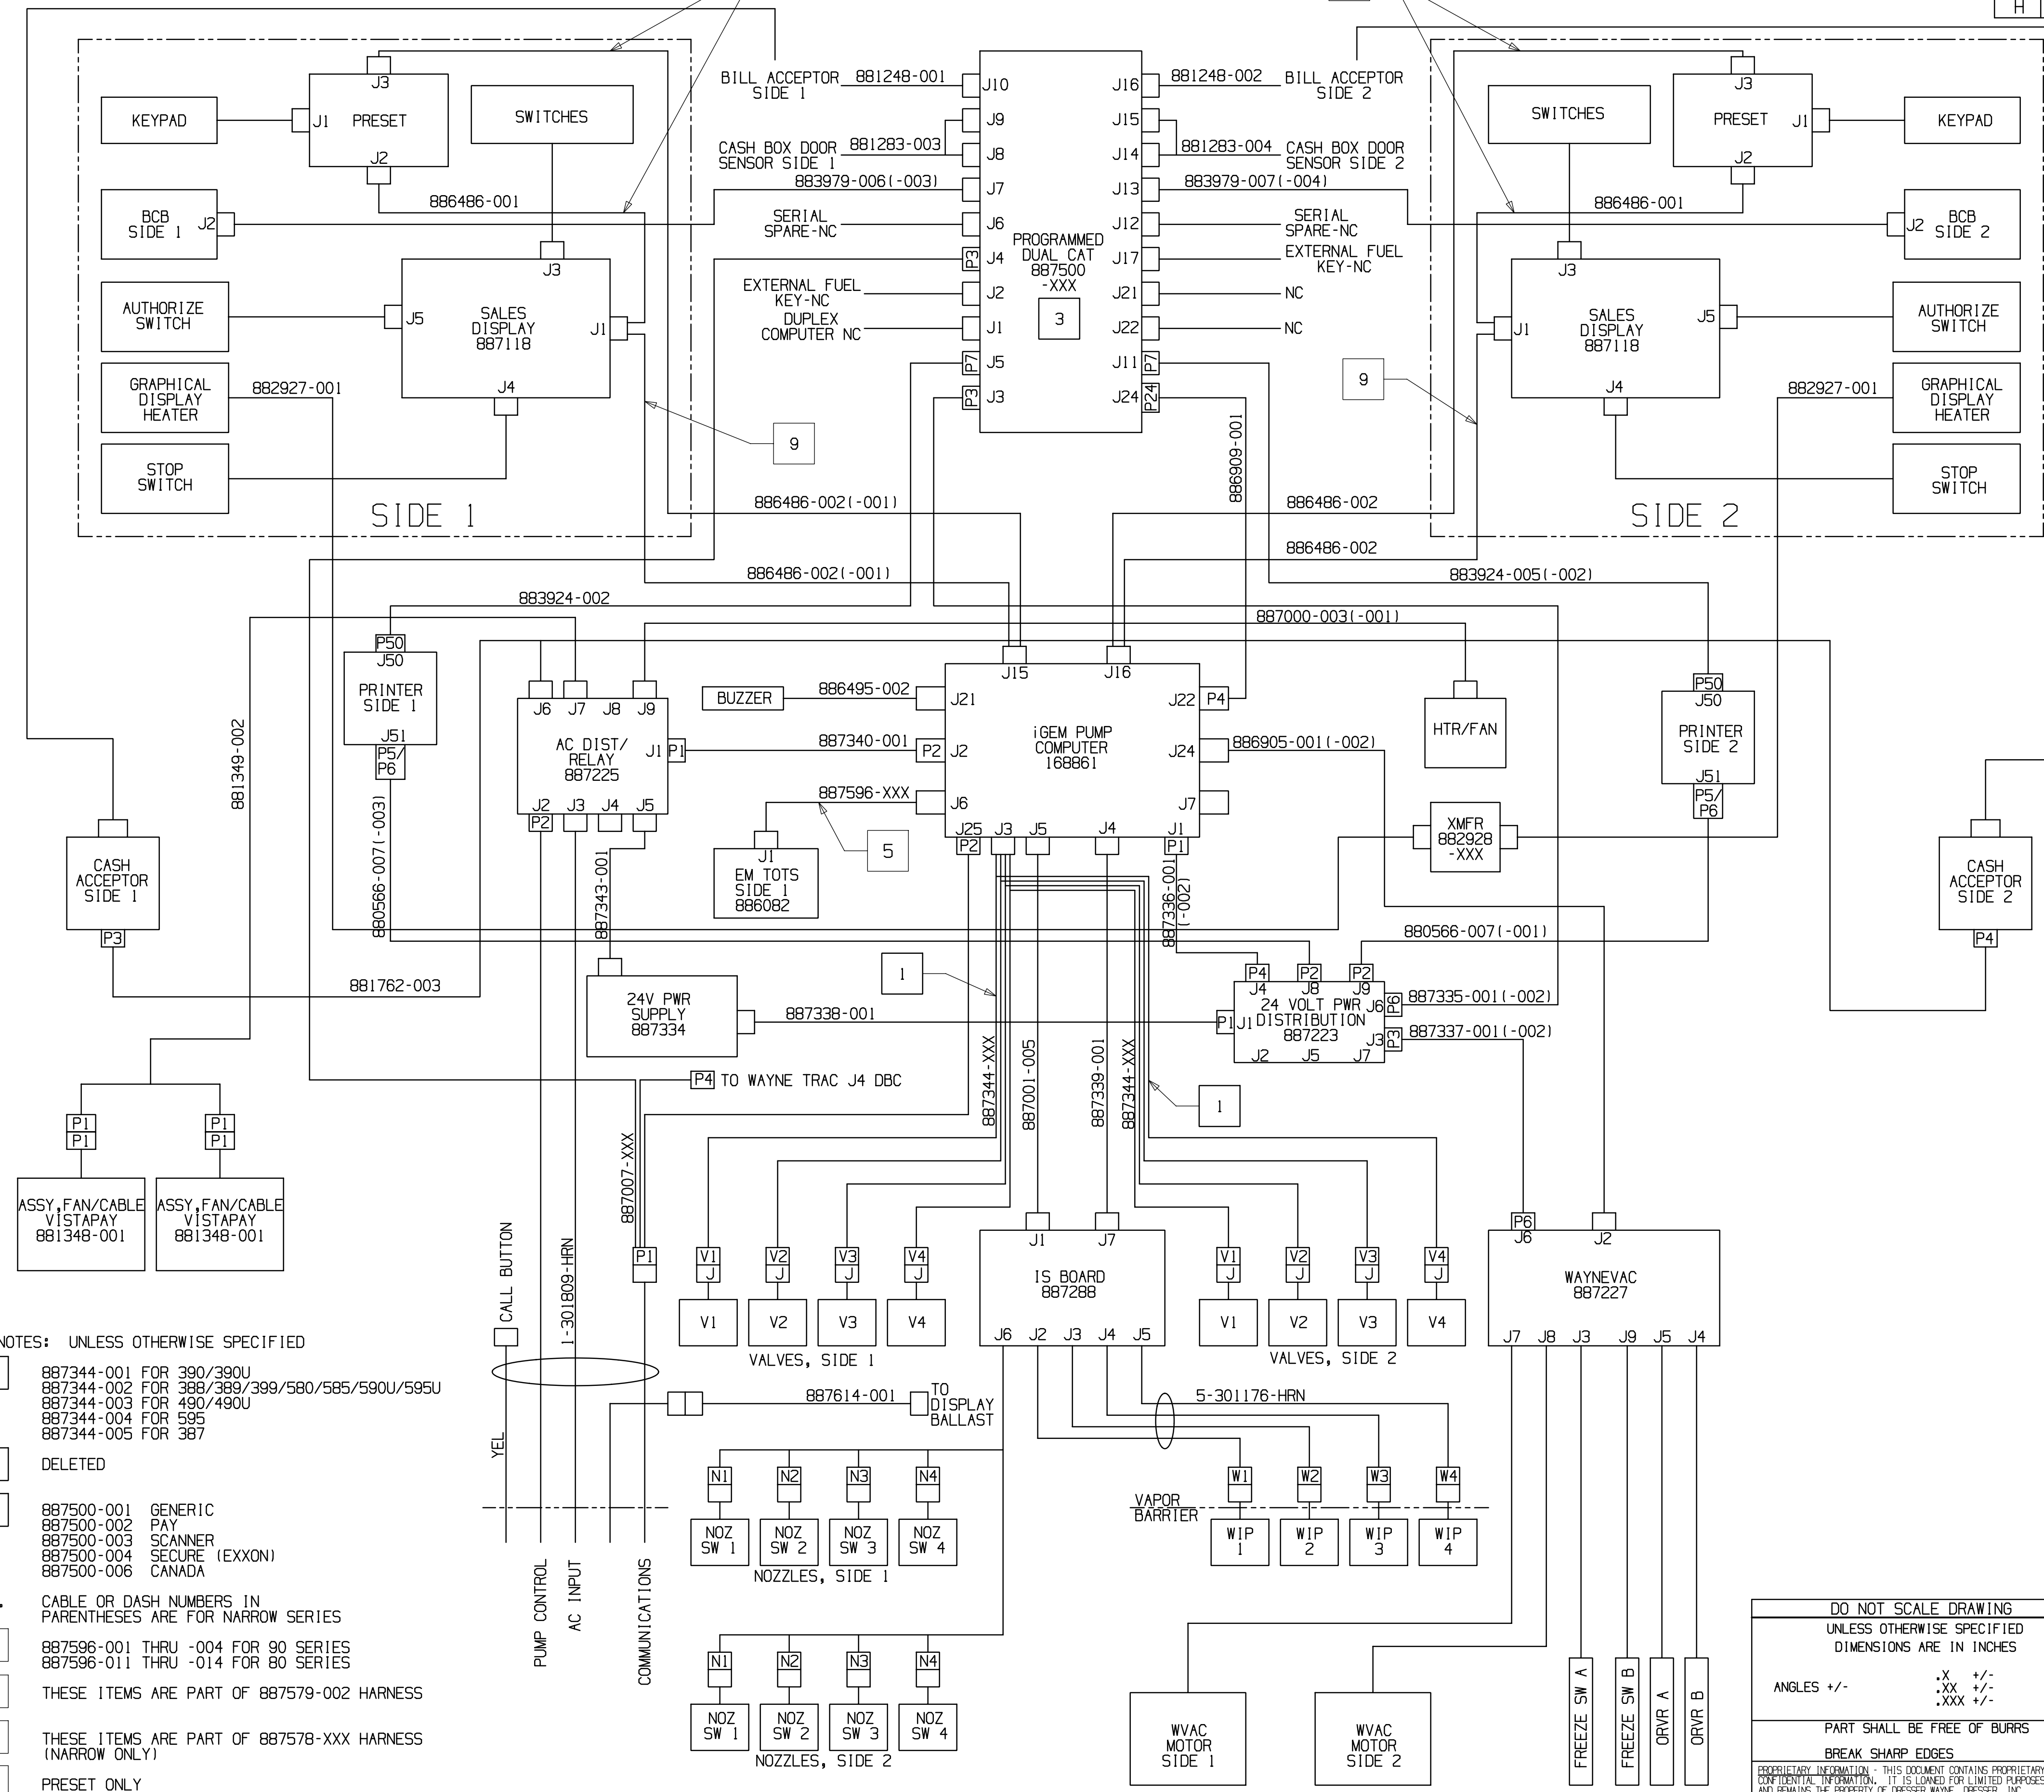 H
J3
KEYPAD
J1
PRESET
J2
SWITCHES
BCB
SIDE 1
J2
886486-001
J3
AUTHORIZE
SWITCH
J5
SALES
DISPLAY
887118
J1
J4
GRAPHICAL
DISPLAY
HEATER
882927-001
STOP
SWITCH
SIDE 1
9
BILL ACCEPTOR
SIDE 1
881248-001
CASH BOX DOOR
SENSOR SIDE 1
881283-003
883979-006(-003)
SERIAL
SPARE-NC
EXTERNAL FUEL
KEY-NC
DUPLEX
COMPUTER NC
J10
J9
J8
J7
J6
P3
J4
J2
J1
P7
J5
P3
J3
PROGRAMMED
DUAL CAT
887500
-XXX
3
J16
J15
J14
J13
J12
J17
J21
J22
J11
P7
J24
P24
881248-002
BILL ACCEPTOR
SIDE 2
881283-004
CASH BOX DOOR
SENSOR SIDE 2
883979-007(-004)
SERIAL
SPARE-NC
EXTERNAL FUEL
KEY-NC
NC
NC
886909-001
9
SWITCHES
J3
PRESET
J1
J2
KEYPAD
886486-001
J2
BCB
SIDE 2
J3
SALES
DISPLAY
887118
J5
J1
J4
AUTHORIZE
SWITCH
882927-001
GRAPHICAL
DISPLAY
HEATER
STOP
SWITCH
SIDE 2
886486-002(-001)
886486-002
886486-002
886486-002(-001)
883924-005(-002)
883924-002
887000-003(-001)
P50
J50
PRINTER
SIDE 1
J51
P5/
P6
881349-002
880566-007(-003)
J6
J7
J8
J9
AC DIST/
RELAY
887225
J1
P1
J2
J3
J4
J5
P2
BUZZER
886495-002
887340-001
887596-XXX
5
J1
EM TOTS
SIDE 1
886082
J15
J16
J21
P2
J2
J6
iGEM PUMP
COMPUTER
168861
J22
P4
J24
J7
J25
P2
J3
J5
J4
J1
P1
886905-001(-002)
HTR/FAN
XMFR
882928
-XXX
P50
J50
PRINTER
SIDE 2
J51
P5/
P6
CASH
ACCEPTOR
SIDE 1
P3
CASH
ACCEPTOR
SIDE 2
P4
881762-003
887343-001
887336-001
(-002)
880566-007(-001)
1
24V PWR
SUPPLY
887334
887338-001
P4
P2
P2
J4
J8
J9
P1
J1
24 VOLT PWR
DISTRIBUTION
887223
J6
P6
J3
P3
J2
J5
J7
887335-001(-002)
887337-001(-002)
P4
TO WAYNE TRAC J4 DBC
887344-XXX
887001-005
887339-001
887344-XXX
1
P1
P1
P1
P1
ASSY,FAN/CABLE
VISTAPAY
881348-001
ASSY,FAN/CABLE
VISTAPAY
881348-001
887007-XXX
CALL BUTTON
1-301809-HRN
P1
V1
J
V2
J
V3
J
V4
J
V1
V2
V3
V4
VALVES, SIDE 1
J1
J7
IS BOARD
887288
J6
J2
J3
J4
J5
V1
J
V2
J
V3
J
V4
J
V1
V2
V3
V4
VALVES, SIDE 2
P6
J6
J2
WAYNEVAC
887227
J7
J8
J3
J9
J5
J4
887614-001
TO
DISPLAY
BALLAST
5-301176-HRN
YEL
N1
N2
N3
N4
NOZ
SW 1
NOZ
SW 2
NOZ
SW 3
NOZ
SW 4
NOZZLES, SIDE 1
W1
W2
W3
W4
VAPOR
BARRIER
WIP
1
WIP
2
WIP
3
WIP
4
PUMP CONTROL
AC INPUT
COMMUNICATIONS
N1
N2
N3
N4
NOZ
SW 1
NOZ
SW 2
NOZ
SW 3
NOZ
SW 4
NOZZLES, SIDE 2
WVAC
MOTOR
SIDE 1
WVAC
MOTOR
SIDE 2
FREEZE SW A
FREEZE SW B
ORVR A
ORVR B
NOTES: UNLESS OTHERWISE SPECIFIED
887344-001 FOR 390/390U
887344-002 FOR 388/389/399/580/585/590U/595U
887344-003 FOR 490/490U
887344-004 FOR 595
887344-005 FOR 387
DELETED
887500-001 GENERIC
887500-002 PAY
887500-003 SCANNER
887500-004 SECURE (EXXON)
887500-006 CANADA
CABLE OR DASH NUMBERS IN
PARENTHESES ARE FOR NARROW SERIES
887596-001 THRU -004 FOR 90 SERIES
887596-011 THRU -014 FOR 80 SERIES
THESE ITEMS ARE PART OF 887579-002 HARNESS
THESE ITEMS ARE PART OF 887578-XXX HARNESS
(NARROW ONLY)
PRESET ONLY
DO NOT SCALE DRAWING
UNLESS OTHERWISE SPECIFIED
DIMENSIONS ARE IN INCHES
ANGLES +/-
.X +/-
.XX +/-
.XXX +/-
PART SHALL BE FREE OF BURRS
BREAK SHARP EDGES
PROPRIETARY INFORMATION - THIS DOCUMENT CONTAINS PROPRIETARY
CONFIDENTIAL INFORMATION. IT IS LOANED FOR LIMITED PURPOSES
AND REMAINS THE PROPERTY OF DRESSER WAYNE, DRESSER, INC.